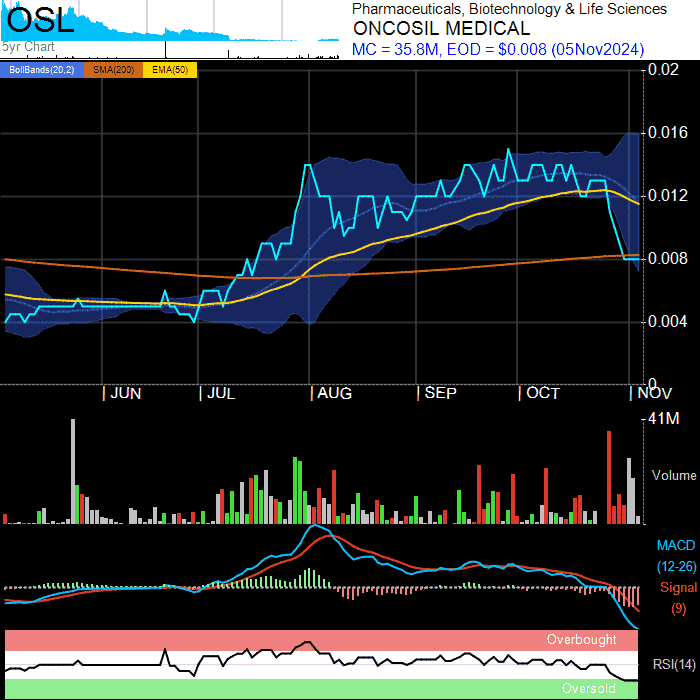 OSL
5yr Chart
Pharmaceuticals, Biotechnology & Life Sciences
ONCOSIL MEDICAL
MC = 35.8M, EOD = $0.008 (05Nov2024)
BollBands(20,2) SMA(200) EMA(50)
0.02
0.016
0.012
0.008
0.004
0
JUN JUL AUG SEP OCT NOV
41M
Volume
MACD
(12-26)
Signal
(9)
Overbought
RSI(14)
Oversold